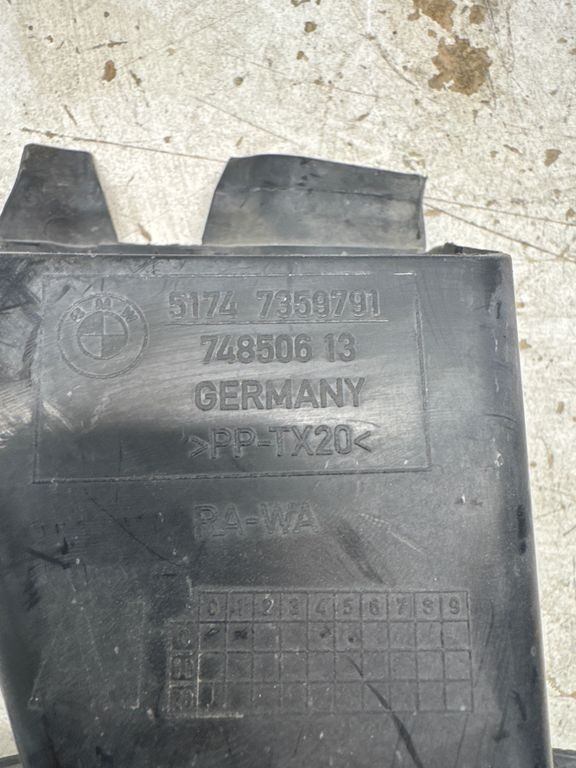 BMW
5174 7359791
748506 13
GERMANY
>PP-TX20<
RA-WA
0 1 2 3 4 5 6 7 8 9